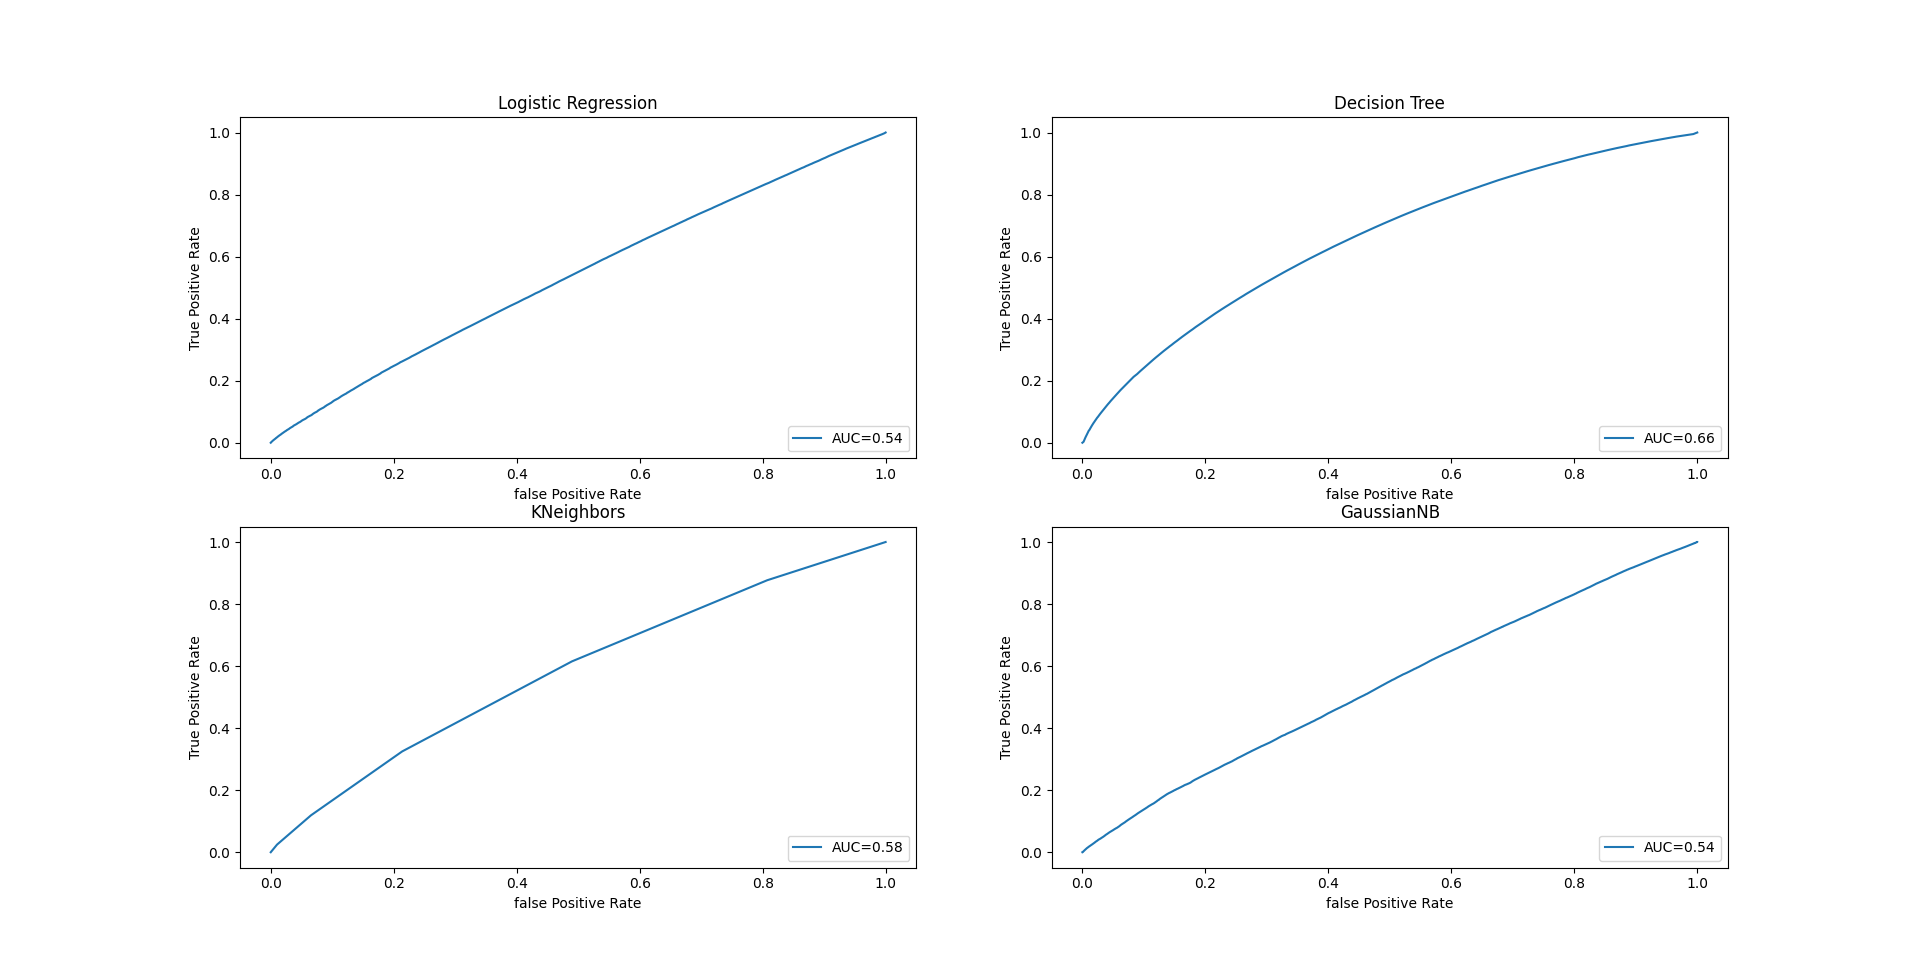 Logistic Regression
1.0
0.8
0.6
0.4
0.2
0.0
True Positive Rate
0.0 0.2 0.4 0.6 0.8 1.0
false Positive Rate
AUC=0.54
Decision Tree
1.0
0.8
0.6
0.4
0.2
0.0
True Positive Rate
0.0 0.2 0.4 0.6 0.8 1.0
false Positive Rate
AUC=0.66
KNeighbors
1.0
0.8
0.6
0.4
0.2
0.0
True Positive Rate
0.0 0.2 0.4 0.6 0.8 1.0
false Positive Rate
AUC=0.58
GaussianNB
1.0
0.8
0.6
0.4
0.2
0.0
True Positive Rate
0.0 0.2 0.4 0.6 0.8 1.0
false Positive Rate
AUC=0.54